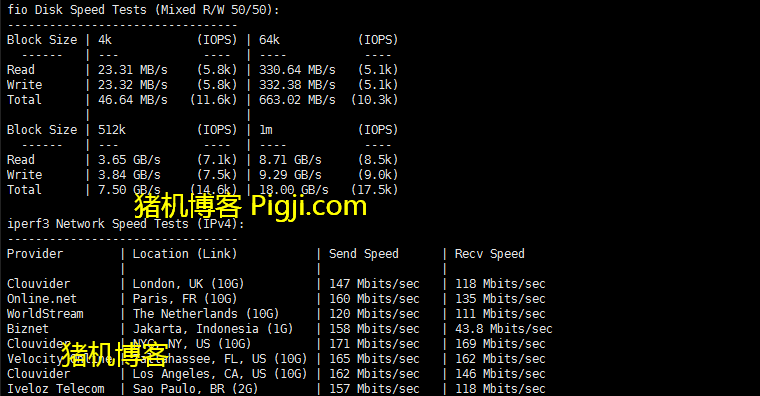 fio Disk Speed Tests (Mixed R/W 50/50):
---------------------------------
Block Size | 4k            (IOPS) | 64k           (IOPS)
  ------   | ---            ----  | ----           ----
Read       | 23.31 MB/s    (5.8k) | 330.64 MB/s   (5.1k)
Write      | 23.32 MB/s    (5.8k) | 332.38 MB/s   (5.1k)
Total      | 46.64 MB/s   (11.6k) | 663.02 MB/s  (10.3k)
           |                      |
Block Size | 512k          (IOPS) | 1m            (IOPS)
  ------   | ---            ----  | ----           ----
Read       | 3.65 GB/s     (7.1k) | 8.71 GB/s     (8.5k)
Write      | 3.84 GB/s     (7.5k) | 9.29 GB/s     (9.0k)
Total      | 7.50 GB/s    (14.6k) | 18.00 GB/s   (17.5k)
猪机博客 Pigji.com
iperf3 Network Speed Tests (IPv4):
---------------------------------
Provider        | Location (Link)           | Send Speed      | Recv Speed
                |                           |                 |
Clouvider       | London, UK (10G)          | 147 Mbits/sec   | 118 Mbits/sec
Online.net      | Paris, FR (10G)           | 160 Mbits/sec   | 135 Mbits/sec
WorldStream     | The Netherlands (10G)     | 120 Mbits/sec   | 111 Mbits/sec
Biznet          | Jakarta, Indonesia (1G)   | 158 Mbits/sec   | 43.8 Mbits/sec
Clouvider       | NYC, NY, US (10G)         | 171 Mbits/sec   | 169 Mbits/sec
猪机博客
Velocity Online | Tallahassee, FL, US (10G) | 165 Mbits/sec   | 162 Mbits/sec
Clouvider       | Los Angeles, CA, US (10G) | 162 Mbits/sec   | 146 Mbits/sec
Iveloz Telecom  | Sao Paulo, BR (2G)        | 157 Mbits/sec   | 118 Mbits/sec